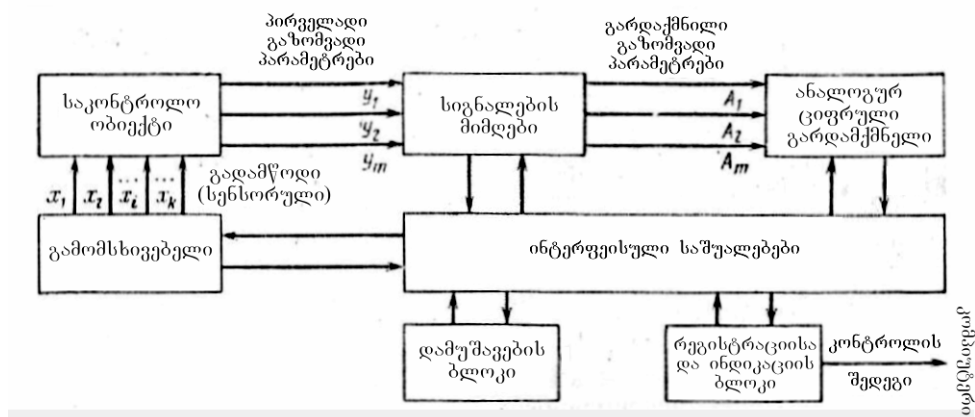 პირველადი
გაზომვადი
პარამეტრები
გარდაქმნილი
გაზომვადი
პარამეტრები
საკონტროლო
ობიექტი
y₁
y₂
yₘ
სიგნალების
მიმღები
A₁
A₂
Aₘ
ანალოგურ
ციფრული
გარდამქმნელი
x₁ x₂ ... xᵢ ... xₖ
გადამწოდი
(სენსორული)
გამომსხივებელი
ინტერფეისული საშუალებები
დამუშავების
ბლოკი
რეგისტრაციისა
და ინდიკაციის
ბლოკი
კონტროლის
შედეგი
კომპიუტერი